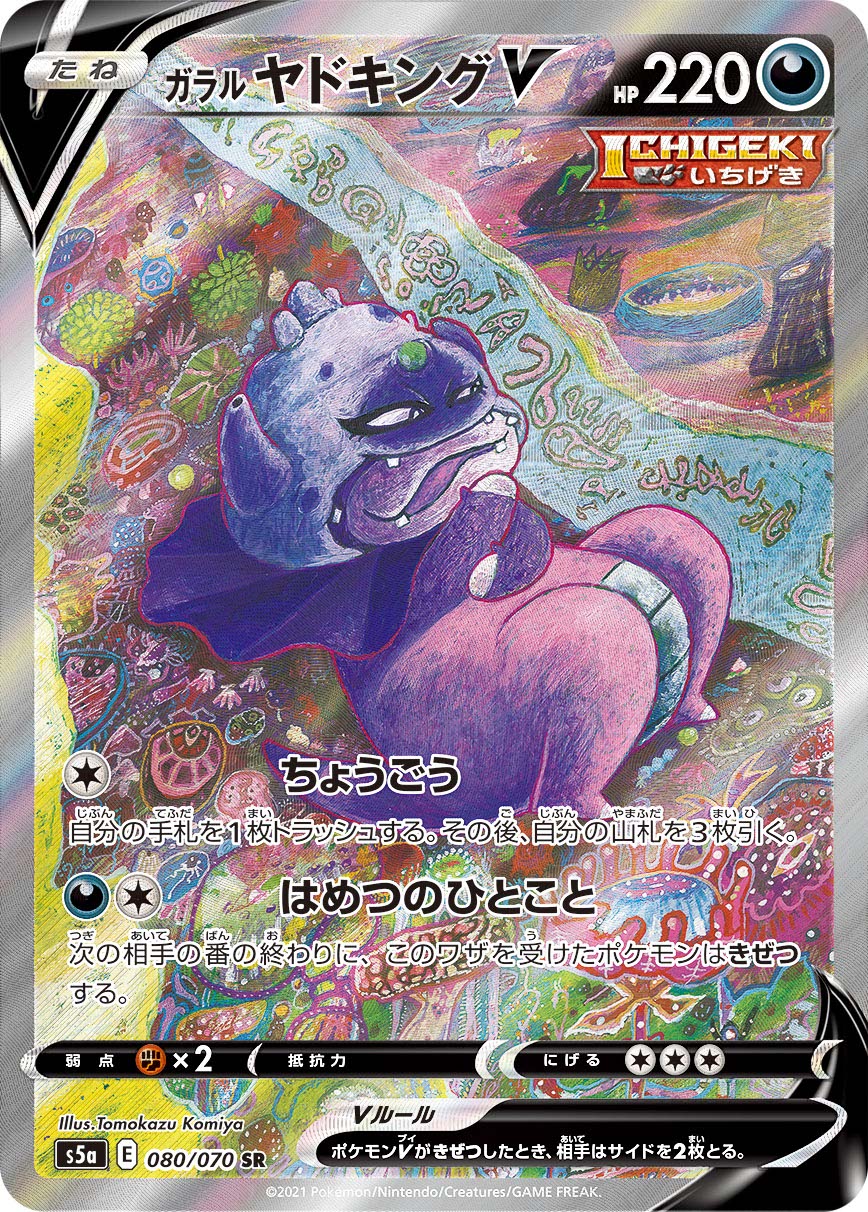 たね
ガラル ヤドキングV HP 220
ICHIGEKI
いちげき
ちょうごう
自分の手札を1枚トラッシュする。その後、自分の山札を3枚引く。
はめつのひとこと
次の相手の番の終わりに、このワザを受けたポケモンはきぜつ
する。
弱点 ×2 抵抗力 にげる
Illus.Tomokazu Komiya
Vルール
ポケモンVがきぜつしたとき、相手はサイドを2枚とる。
s5a E 080/070 SR
©2021 Pokémon/Nintendo/Creatures/GAME FREAK.